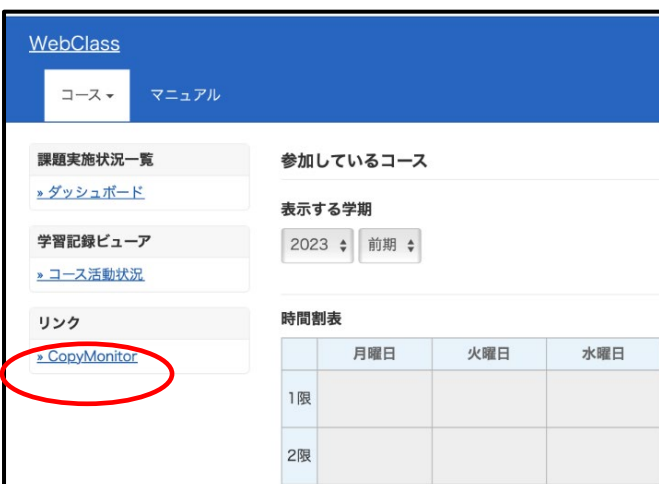 WebClass
コース マニュアル
課題実施状況一覧
» ダッシュボード
学習記録ビューア
» コース活動状況
リンク
» CopyMonitor
参加しているコース
表示する学期
2023 前期
時間割表
月曜日 火曜日 水曜日
1限
2限